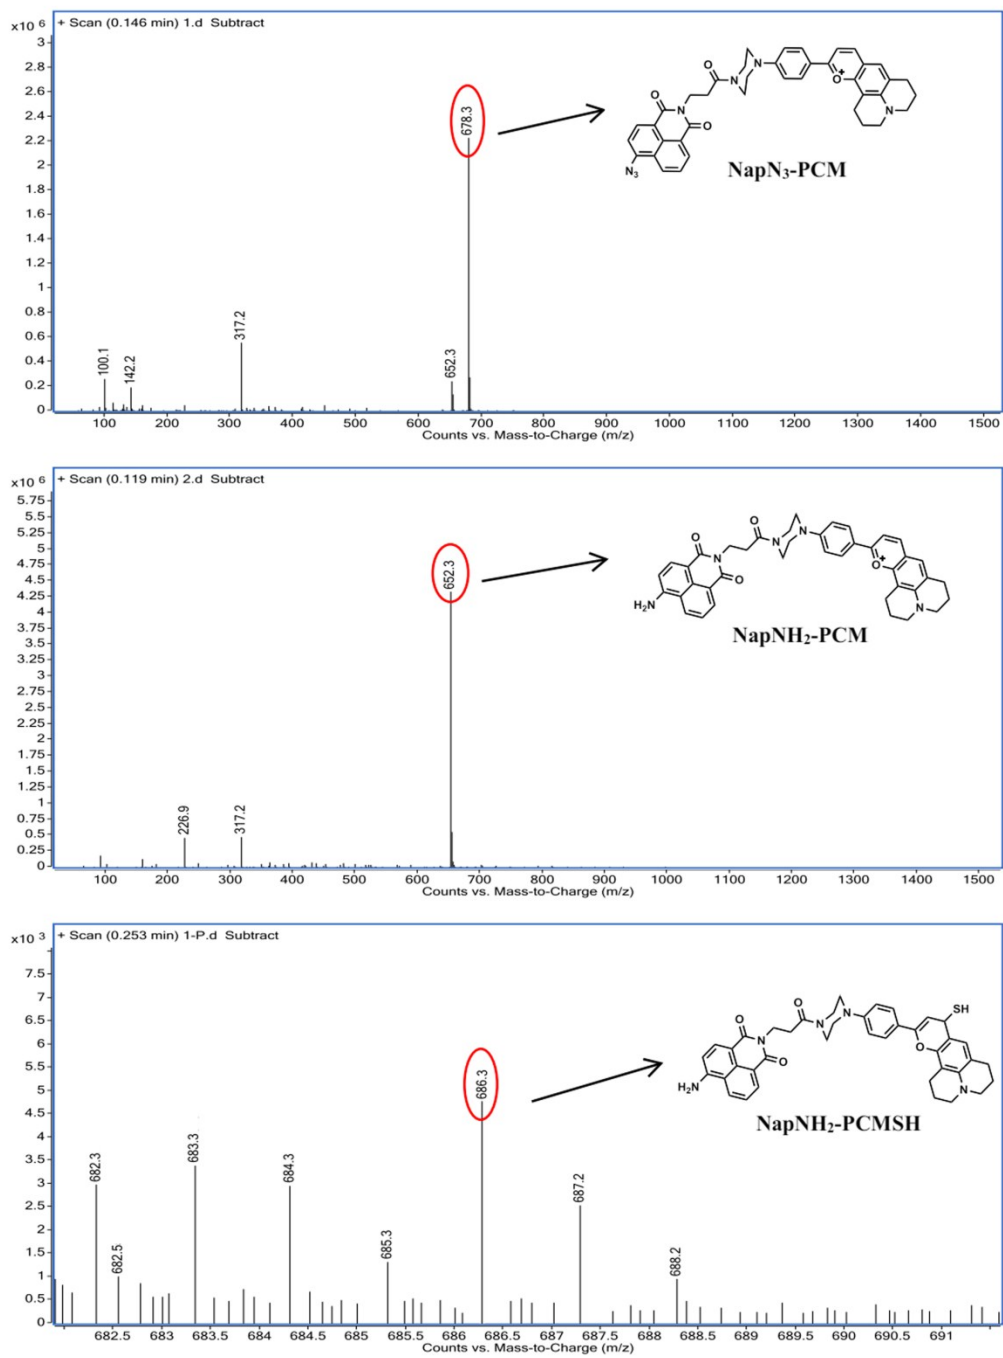 x10 6
+ Scan (0.146 min) 1.d Subtract
3
2.8
2.6
2.4
2.2
2
1.8
1.6
1.4
1.2
1
0.8
0.6
0.4
0.2
0
100.1
142.2
317.2
652.3
678.3
O
N
N
O⁺
N
O
N
O
N₃
NapN₃-PCM
100 200 300 400 500 600 700 800 900 1000 1100 1200 1300 1400 1500
Counts vs. Mass-to-Charge (m/z)
x10 6
+ Scan (0.119 min) 2.d Subtract
5.75
5.5
5.25
5
4.75
4.5
4.25
4
3.75
3.5
3.25
3
2.75
2.5
2.25
2
1.75
1.5
1.25
1
0.75
0.5
0.25
0
226.9
317.2
652.3
O
N
N
O⁺
N
O
N
O
H₂N
NapNH₂-PCM
100 200 300 400 500 600 700 800 900 1000 1100 1200 1300 1400 1500
Counts vs. Mass-to-Charge (m/z)
x10 3
+ Scan (0.253 min) 1-P.d Subtract
7.5
7
6.5
6
5.5
5
4.5
4
3.5
3
2.5
2
1.5
1
0.5
0
682.3
682.5
683.3
684.3
685.3
686.3
687.2
688.2
SH
O
N
N
O
N
O
N
O
H₂N
NapNH₂-PCMSH
682.5 683 683.5 684 684.5 685 685.5 686 686.5 687 687.5 688 688.5 689 689.5 690 690.5 691
Counts vs. Mass-to-Charge (m/z)